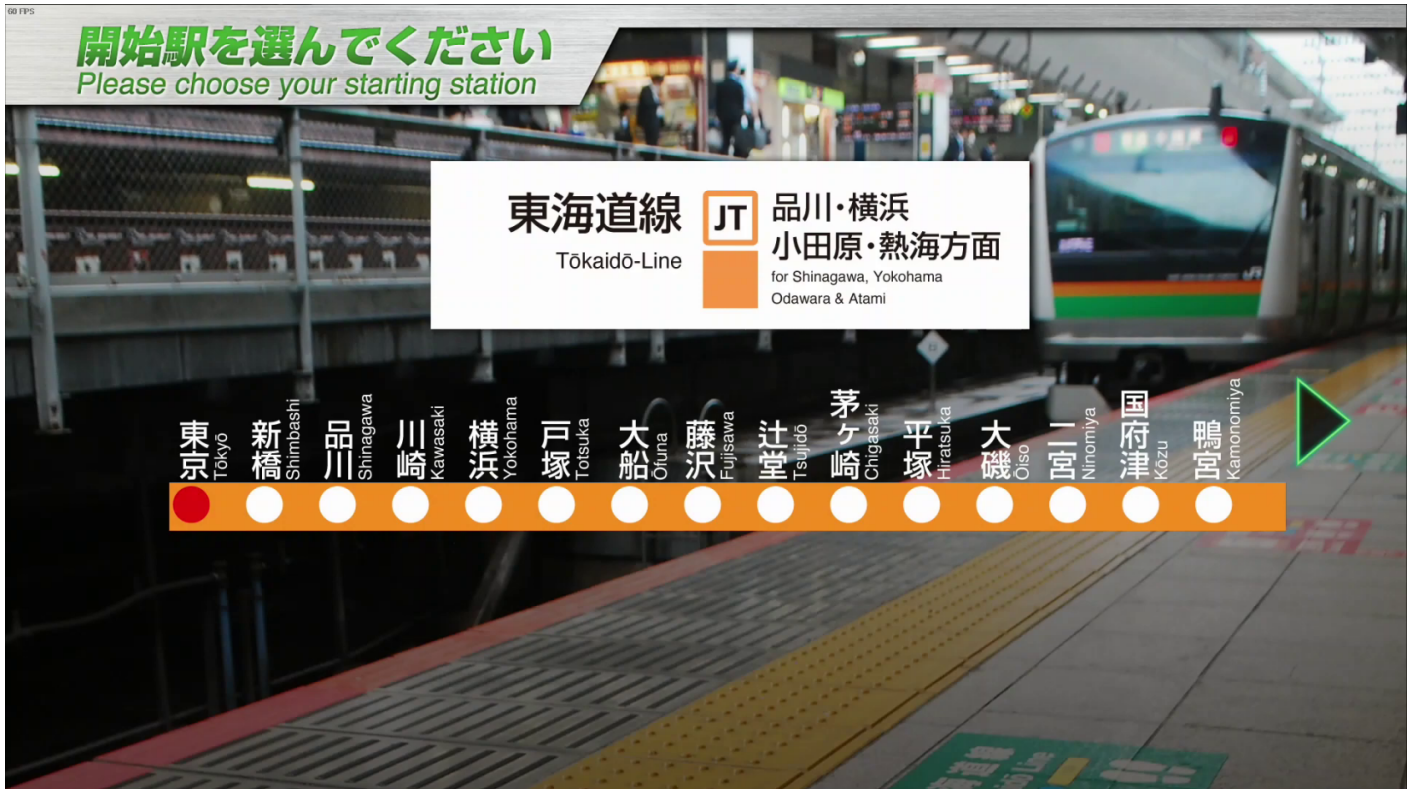 60 FPS
開始駅を選んでください
Please choose your starting station
東海道線
Tōkaidō-Line
JT
品川・横浜
小田原・熱海方面
for Shinagawa, Yokohama
Odawara & Atami
東京
Tōkyō
新橋
Shimbashi
品川
Shinagawa
川崎
Kawasaki
横浜
Yokohama
戸塚
Totsuka
大船
Ōfuna
藤沢
Fujisawa
辻堂
Tsujidō
茅ケ崎
Chigasaki
平塚
Hiratsuka
大磯
Ōiso
二宮
Ninomiya
国府津
Kōzu
鴨宮
Kamonomiya